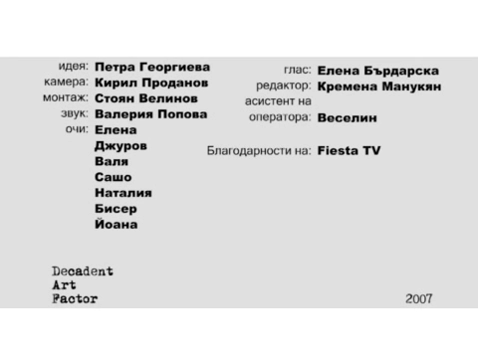 идея: Петра Георгиева
камера: Кирил Проданов
монтаж: Стоян Велинов
звук: Валерия Попова
очи: Елена
Джуров
Валя
Сашо
Наталия
Бисер
Йоана
глас: Елена Бърдарска
редактор: Кремена Манукян
асистент на
оператора: Веселин
Благодарности на: Fiesta TV
Decadent
Art
Factor
2007